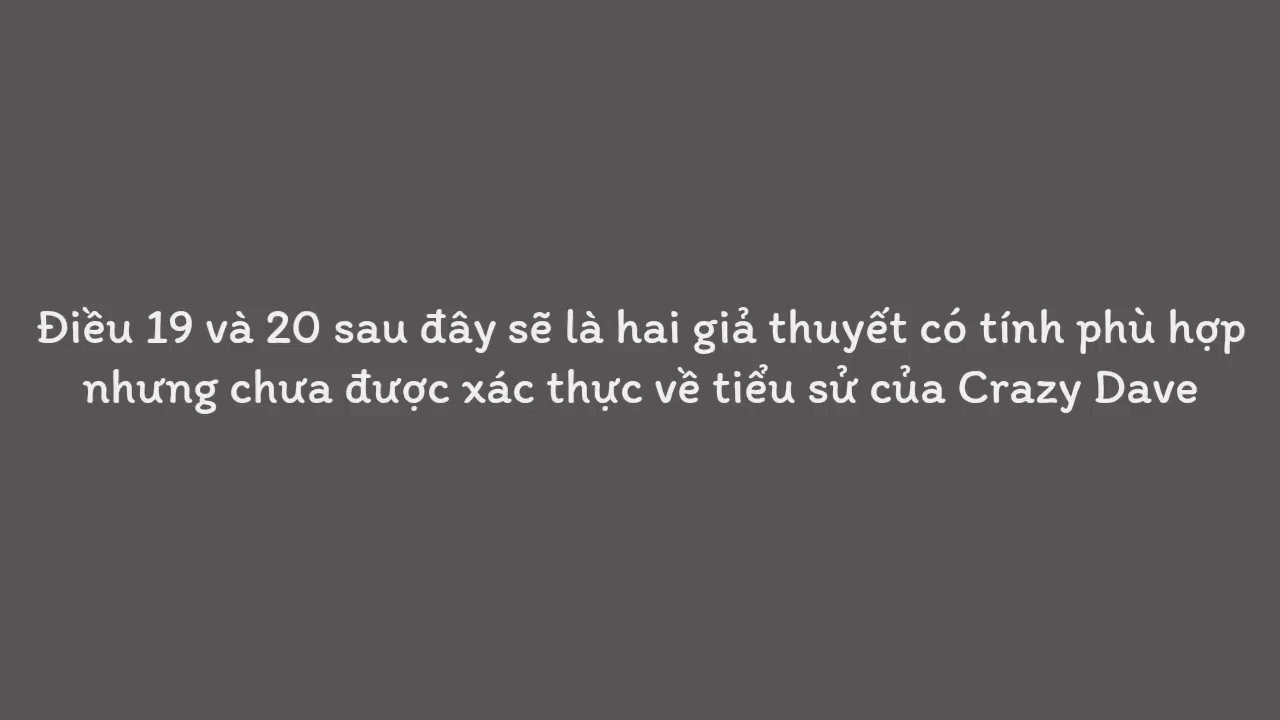 Điều 19 và 20 sau đây sẽ là hai giả thuyết có tính phù hợp
nhưng chưa được xác thực về tiểu sử của Crazy Dave